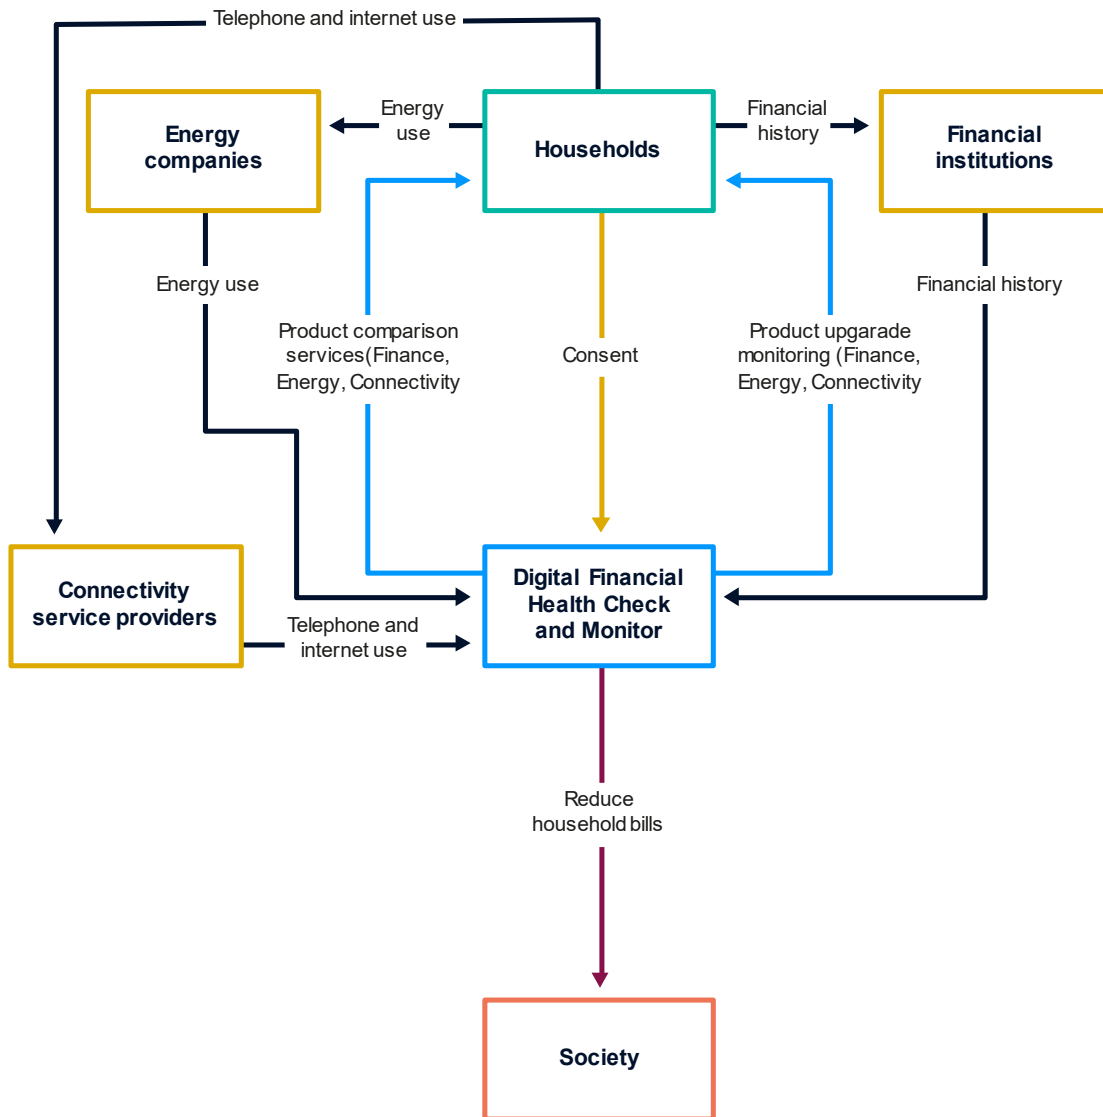 Telephone and internet use
Energy
companies
Energy
use
Households
Financial
history
Financial
institutions
Energy use
Financial history
Product comparison
services(Finance,
Energy, Connectivity
Consent
Product upgarade
monitoring (Finance,
Energy, Connectivity
Connectivity
service providers
Telephone and
internet use
Digital Financial
Health Check
and Monitor
Reduce
household bills
Society